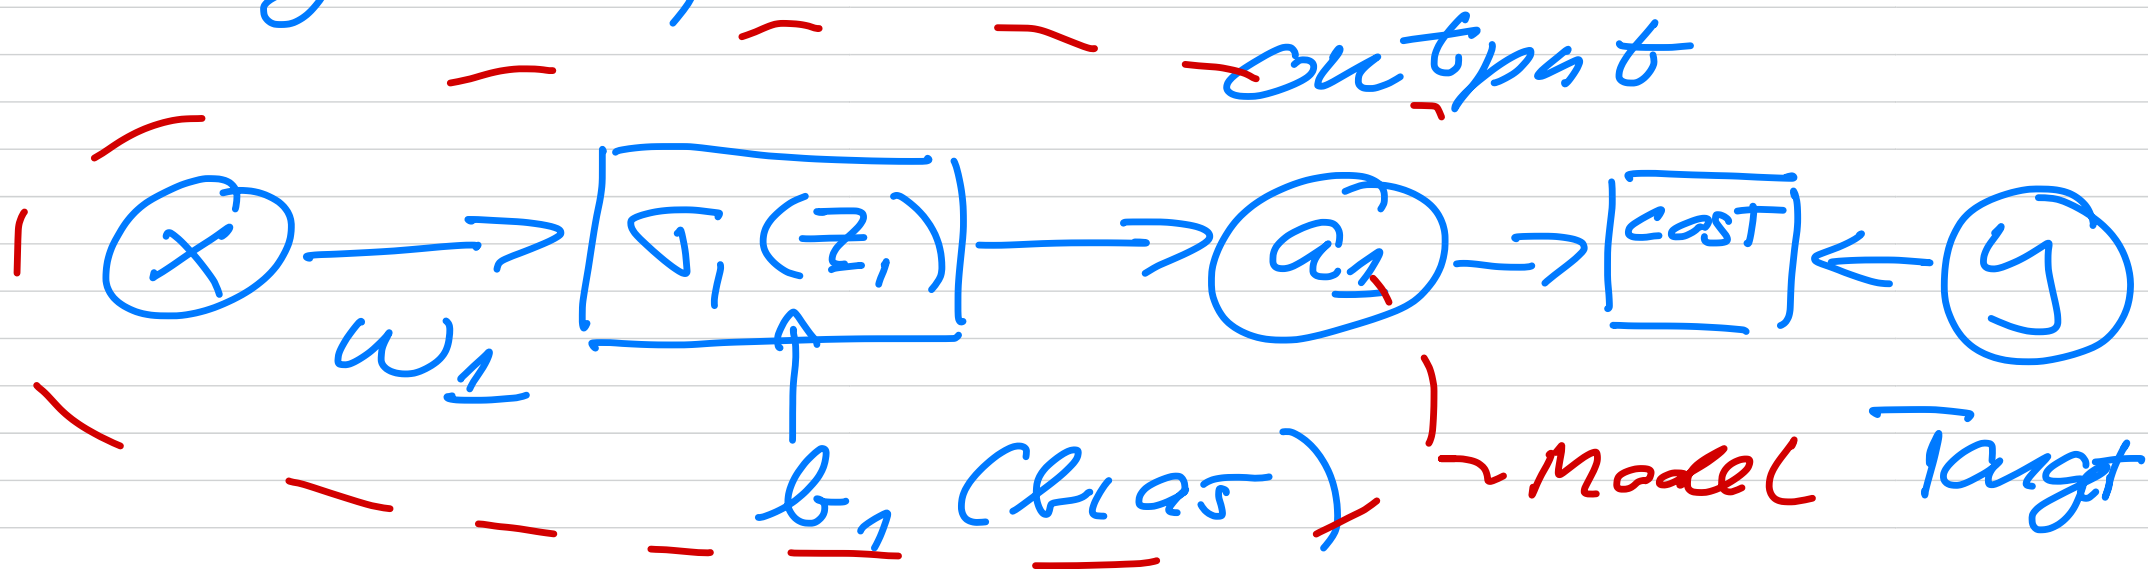 output
x → σ₁(z₁) → a₁ → cost ← y
w₁
b₁ (bias) Model Target